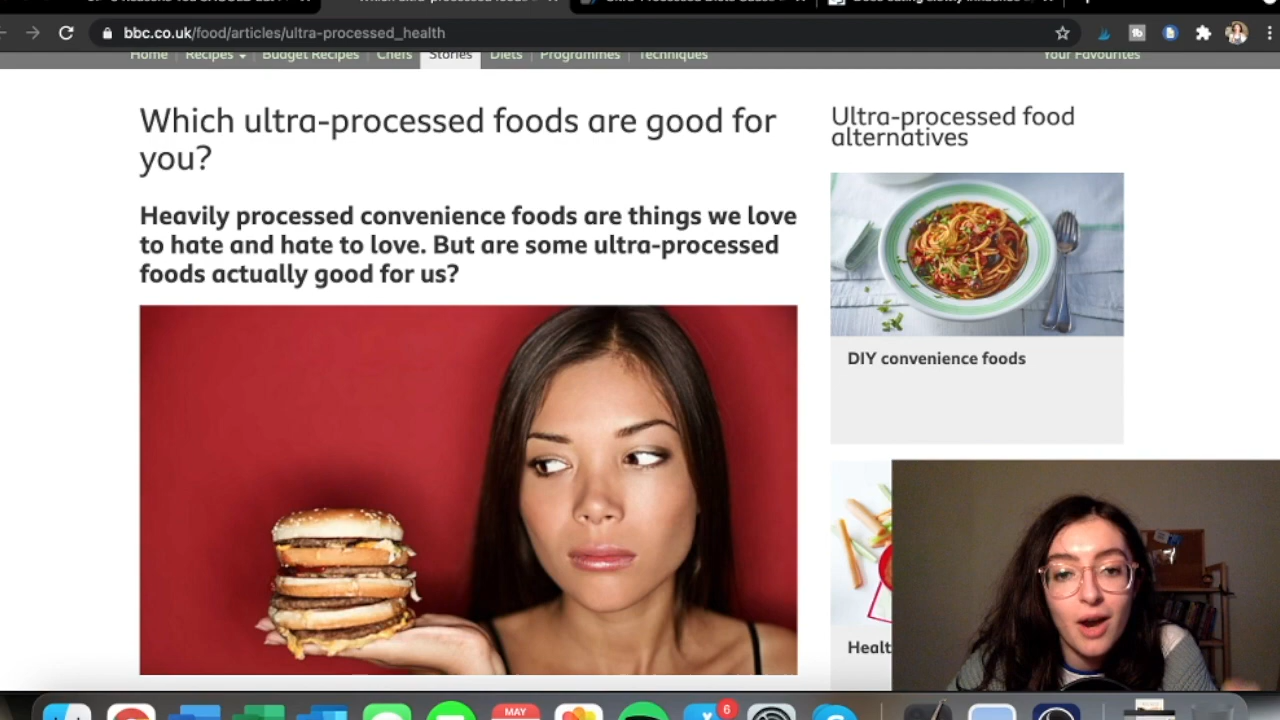 bbc.co.uk/food/articles/ultra-processed_health
Home Recipes Budget Recipes Chefs Stories Diets Programmes Techniques Your Favourites
Which ultra-processed foods are good for
you?
Heavily processed convenience foods are things we love
to hate and hate to love. But are some ultra-processed
foods actually good for us?
Ultra-processed food
alternatives
DIY convenience foods
Healt
MAY
6